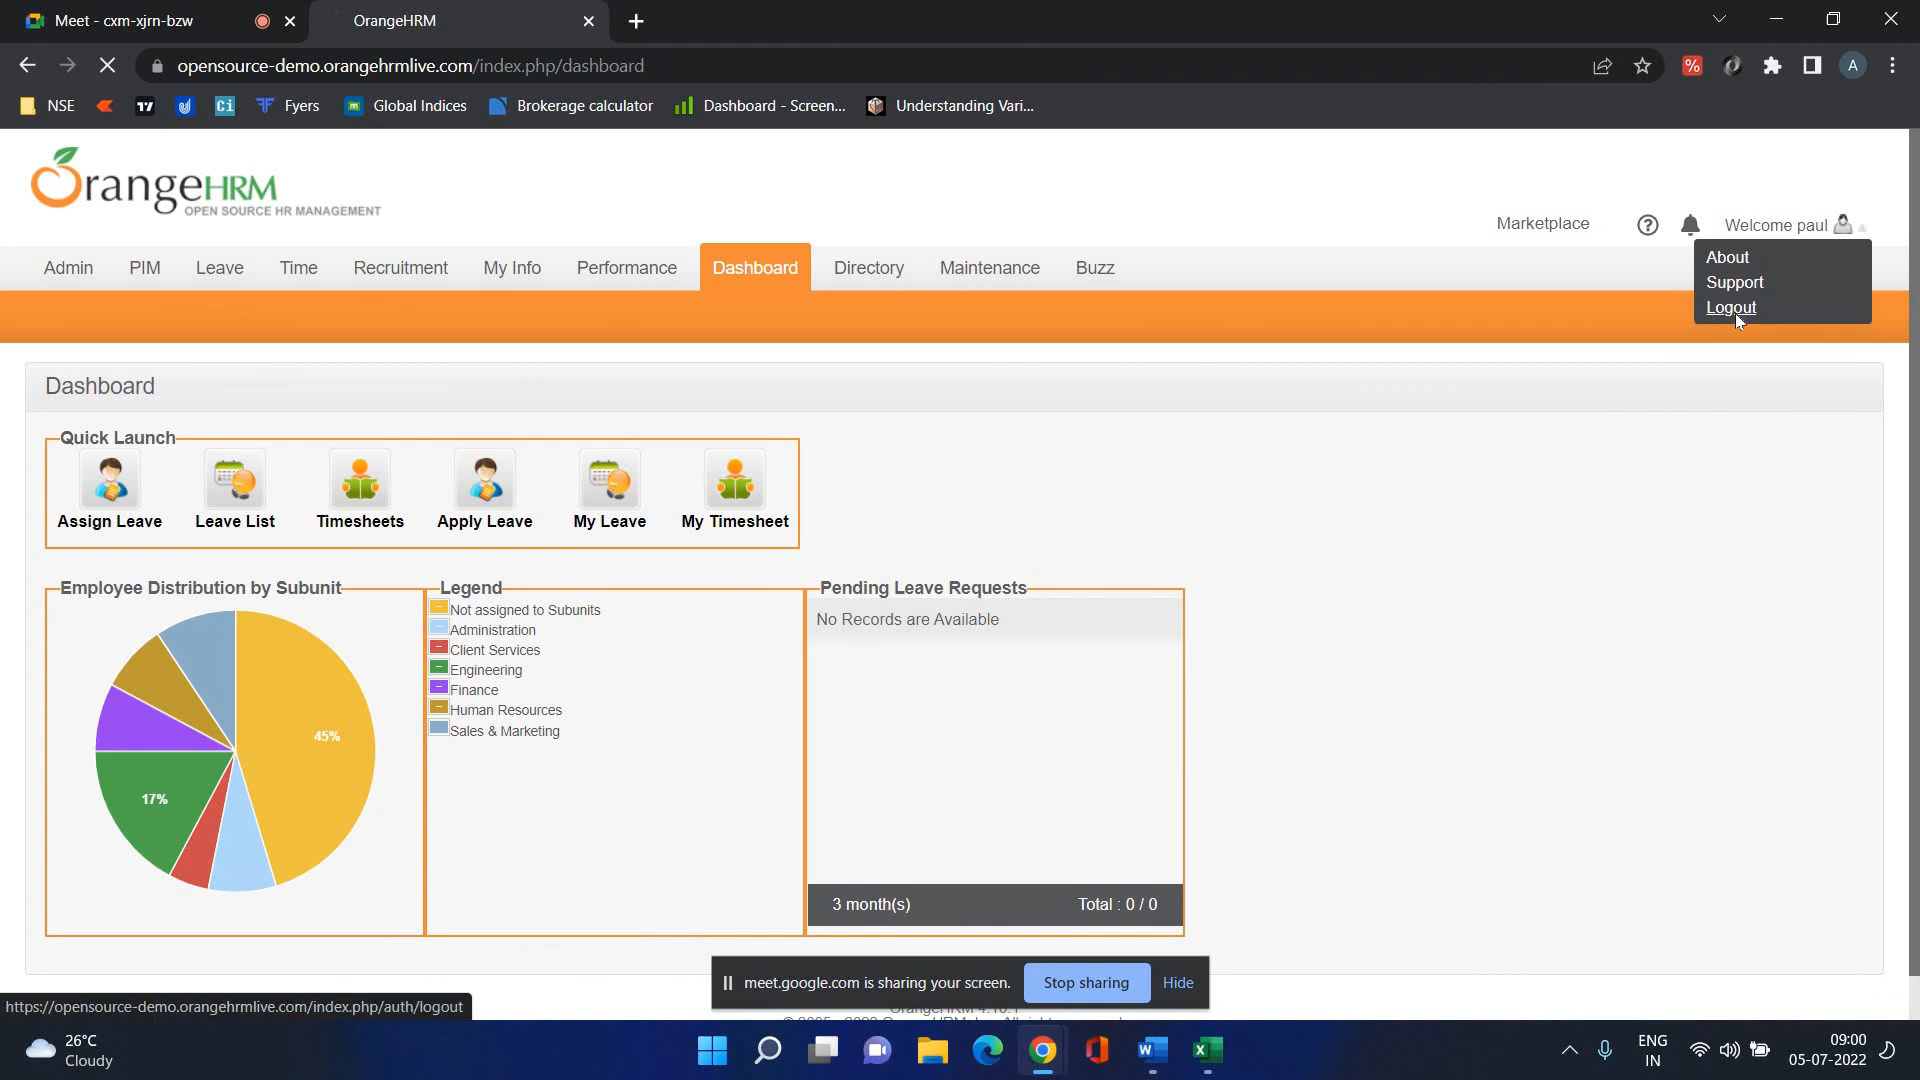 Meet - cxm-xjrn-bzw
OrangeHRM
opensource-demo.orangehrmlive.com/index.php/dashboard
%
A
NSE
Ci
Fyers
Global Indices
Brokerage calculator
Dashboard - Screen...
Understanding Vari...
OrangeHRM
OPEN SOURCE HR MANAGEMENT
Marketplace
?
Welcome paul
About
Support
Logout
Admin
PIM
Leave
Time
Recruitment
My Info
Performance
Dashboard
Directory
Maintenance
Buzz
Dashboard
Quick Launch
Assign Leave
Leave List
Timesheets
Apply Leave
My Leave
My Timesheet
Employee Distribution by Subunit
45%
17%
Legend
Not assigned to Subunits
Administration
Client Services
Engineering
Finance
Human Resources
Sales & Marketing
Pending Leave Requests
No Records are Available
3 month(s)
Total : 0 / 0
meet.google.com is sharing your screen.
Stop sharing
Hide
https://opensource-demo.orangehrmlive.com/index.php/auth/logout
26°C
Cloudy
ENG
IN
09:00
05-07-2022